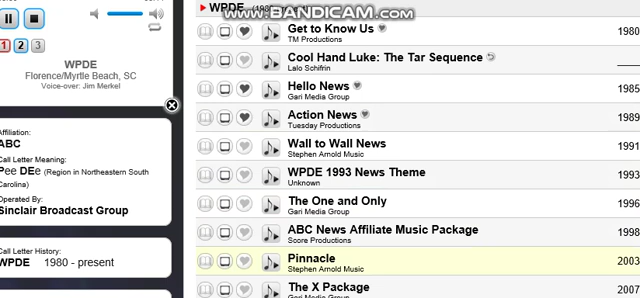 WPDE
www.BANDICAM.com
1
2
3
WPDE
Florence/Myrtle Beach, SC
Voice-over: Jim Merkel
Affiliation:
ABC
Call Letter Meaning:
Pee DEe (Region in Northeastern South
Carolina)
Operated By:
Sinclair Broadcast Group
Call Letter History:
WPDE 1980 - present
Get to Know Us 1980
TM Productions
Cool Hand Luke: The Tar Sequence
Lalo Schifrin
Hello News 1985
Gari Media Group
Action News 1989
Tuesday Productions
Wall to Wall News 1991
Stephen Arnold Music
WPDE 1993 News Theme 1993
Unknown
The One and Only 1996
Gari Media Group
ABC News Affiliate Music Package 1998
Score Productions
Pinnacle 2003
Stephen Arnold Music
The X Package 2007
Gari Media Group